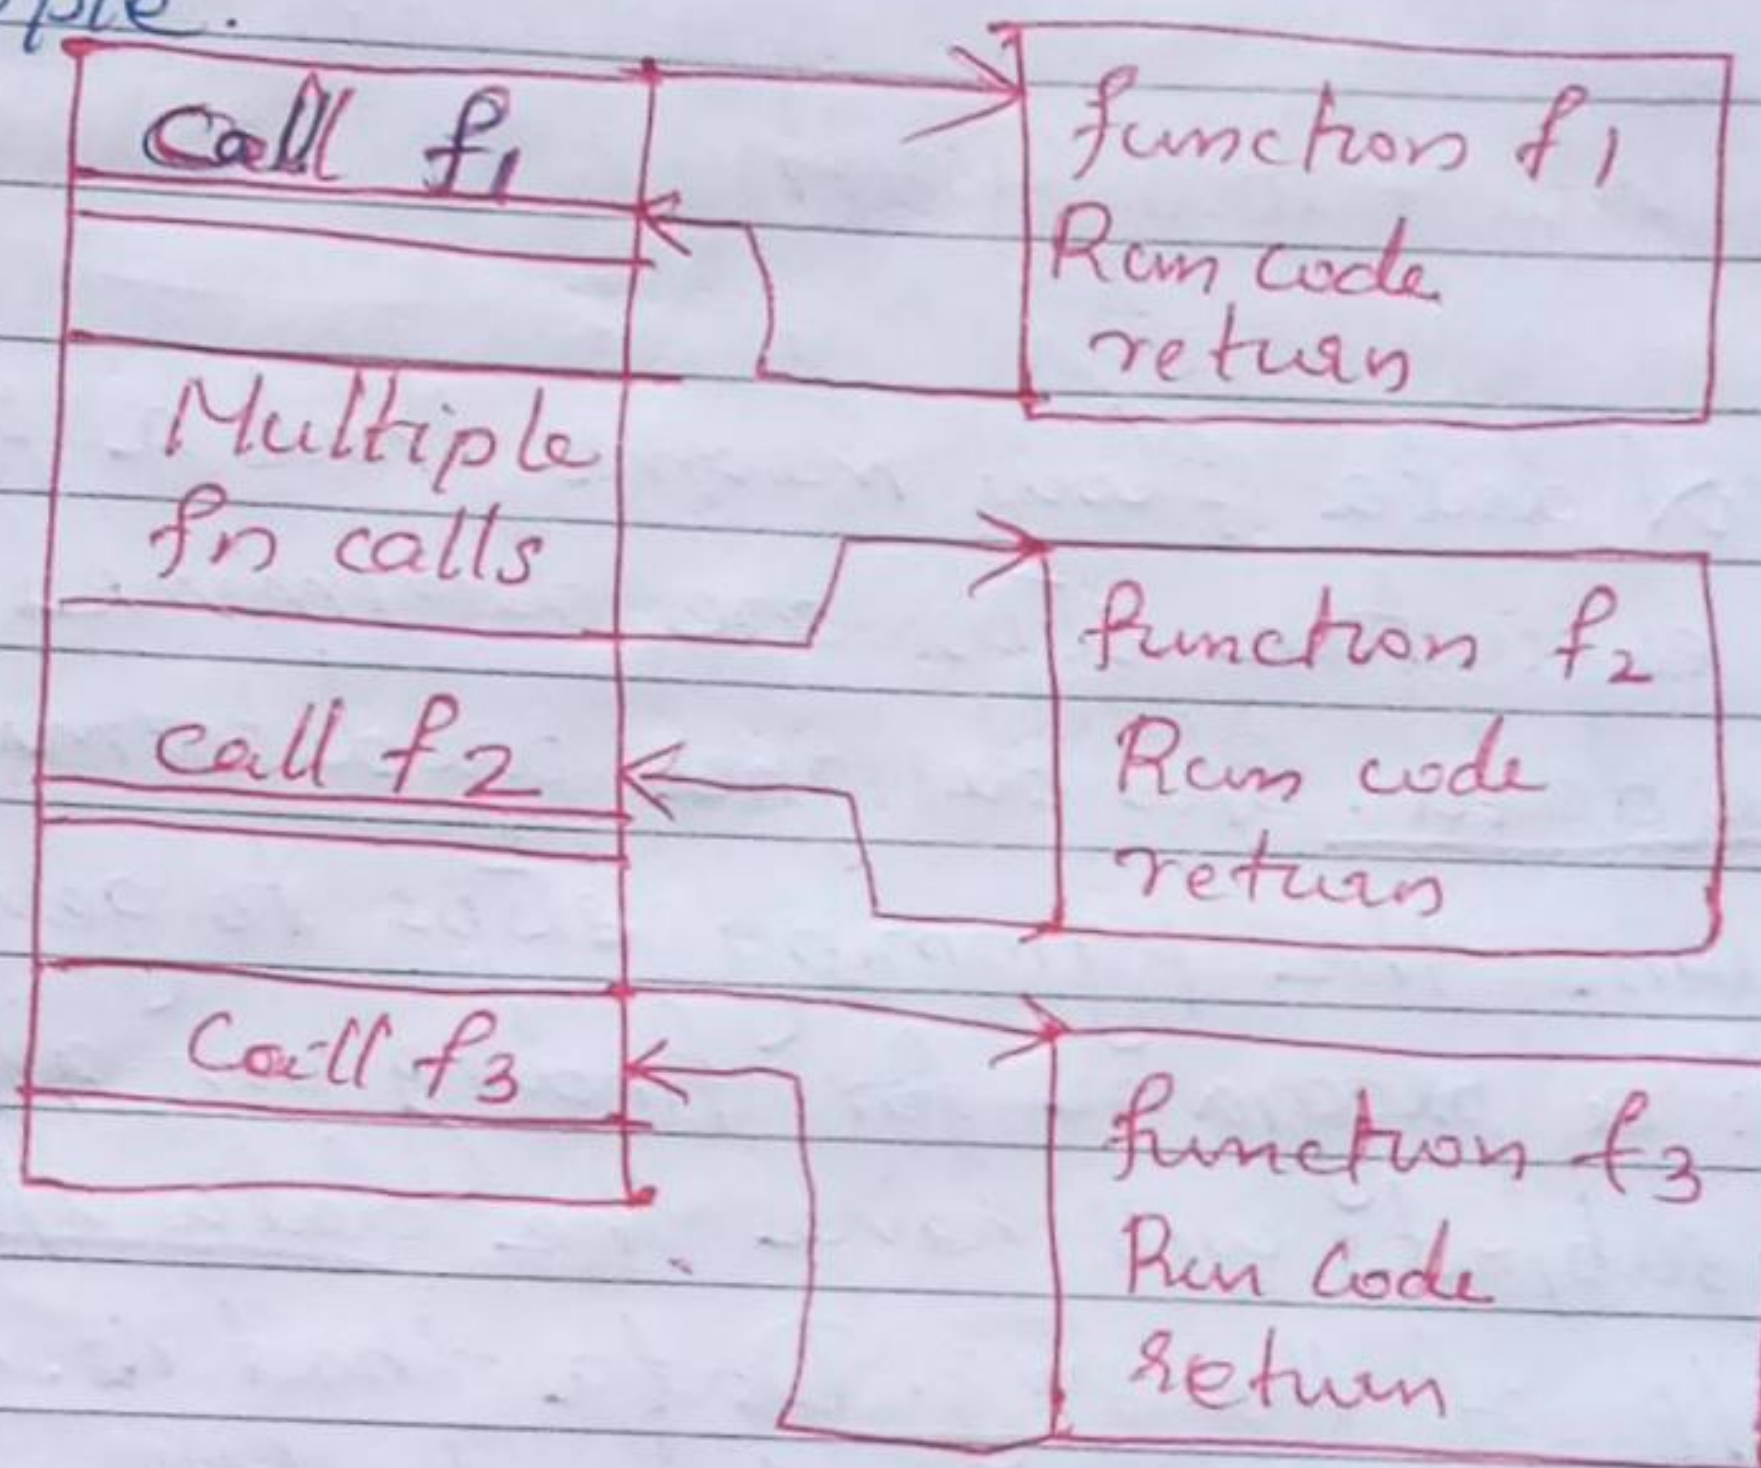 Call f1
function f1
Run code
return
Multiple
fn calls
call f2
function f2
Run code
return
Call f3
function f3
Run Code
return